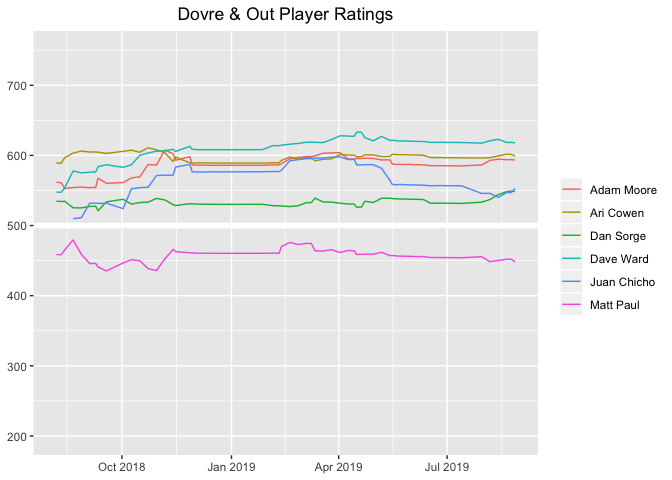 Dovre & Out Player Ratings
700
600
500
400
300
200
Oct 2018
Jan 2019
Apr 2019
Jul 2019
Adam Moore
Ari Cowen
Dan Sorge
Dave Ward
Juan Chicho
Matt Paul